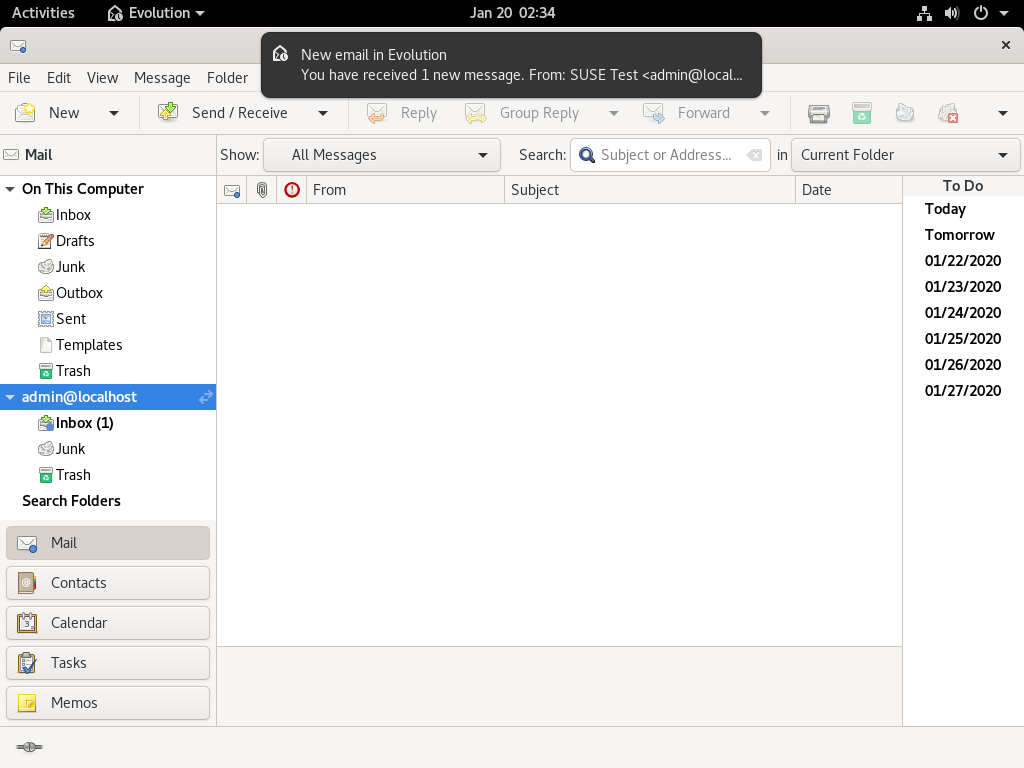 Activities Evolution Jan 20 02:34
New email in Evolution
You have received 1 new message. From: SUSE Test <admin@local...
File Edit View Message Folder
New Send / Receive Reply Group Reply Forward
Mail Show: All Messages Search: Subject or Address... in Current Folder
On This Computer
Inbox
Drafts
Junk
Outbox
Sent
Templates
Trash
admin@localhost
Inbox (1)
Junk
Trash
Search Folders
Mail
Contacts
Calendar
Tasks
Memos
From Subject Date
To Do
Today
Tomorrow
01/22/2020
01/23/2020
01/24/2020
01/25/2020
01/26/2020
01/27/2020